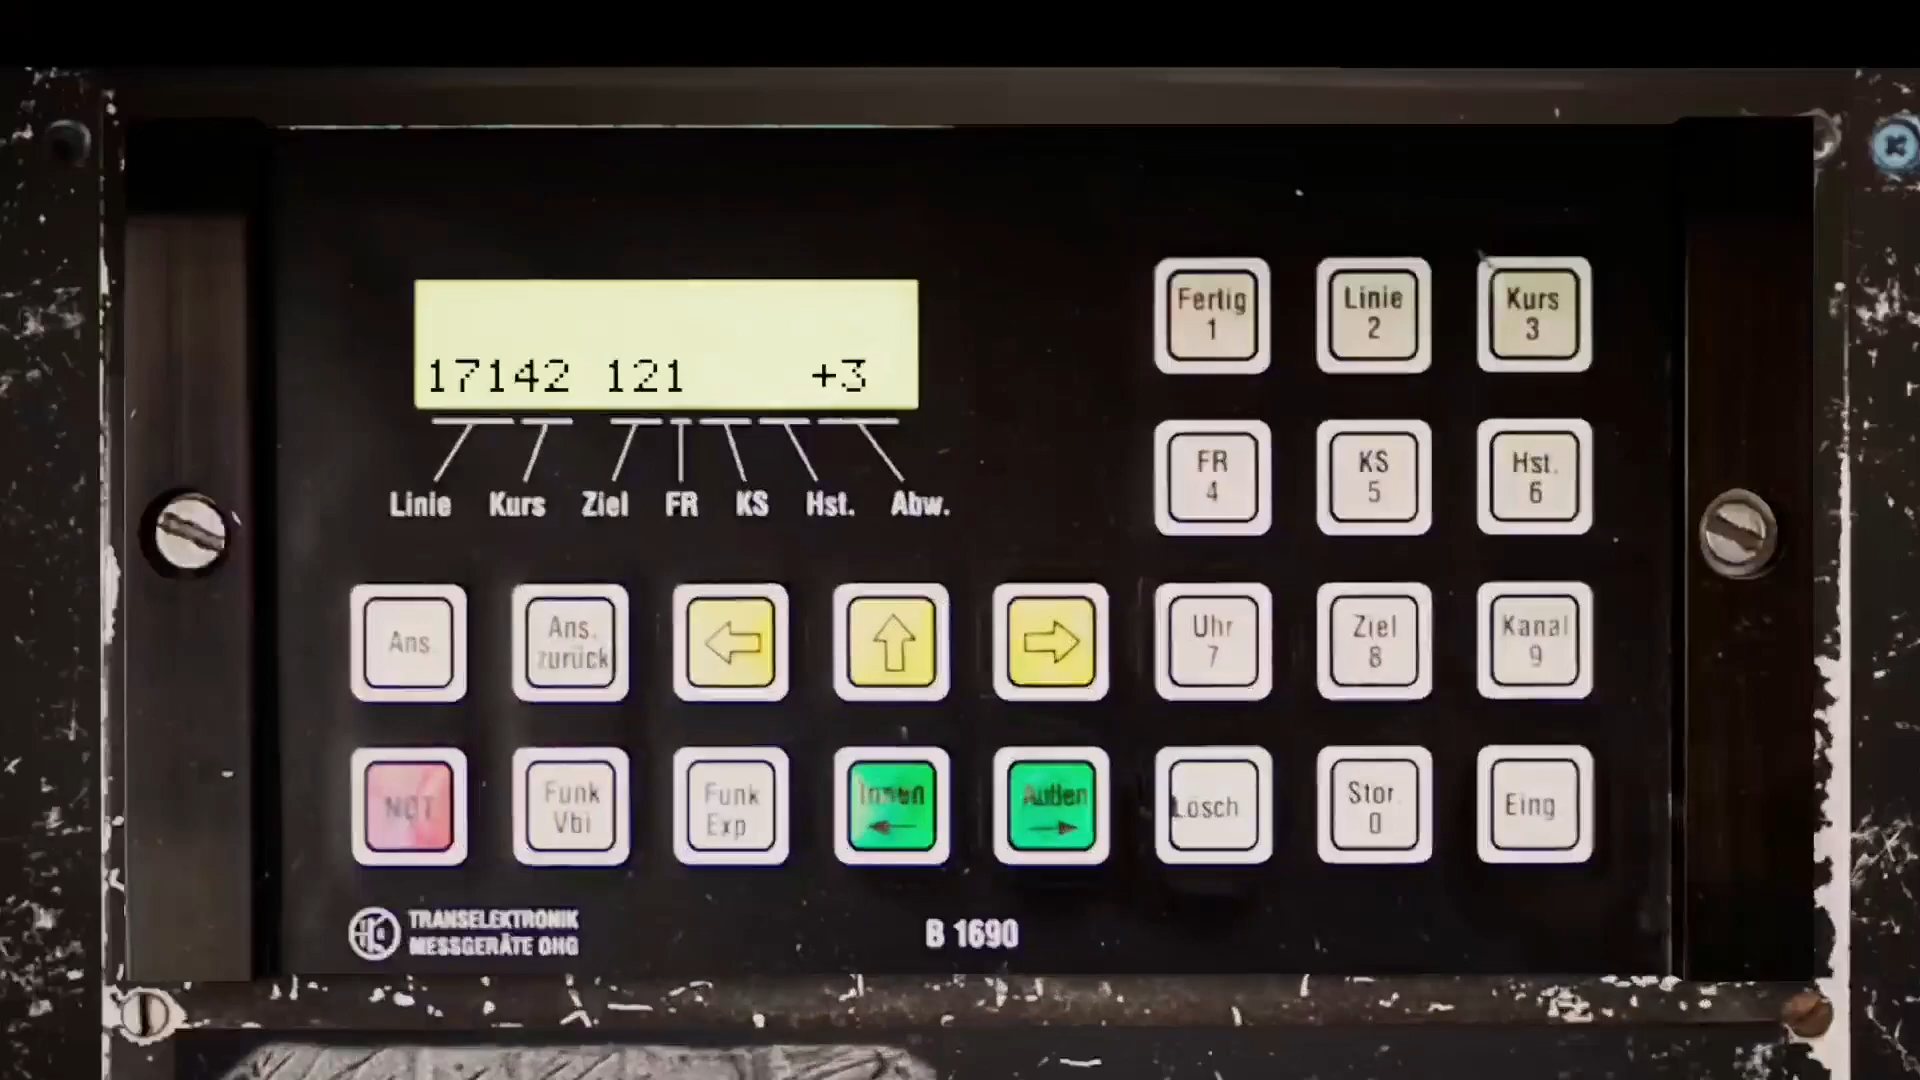 17142 121 +3
Linie Kurs Ziel FR KS Hst. Abw.
Fertig
1
Linie
2
Kurs
3
FR
4
KS
5
Hst.
6
Ans.
Ans.
zurück
Uhr
7
Ziel
8
Kanal
9
NOT
Funk
Vbi
Funk
Exp
Innen
Außen
Lösch
Stor.
0
Eing
TRANSELEKTRONIK
MESSGERÄTE OHG
B 1690